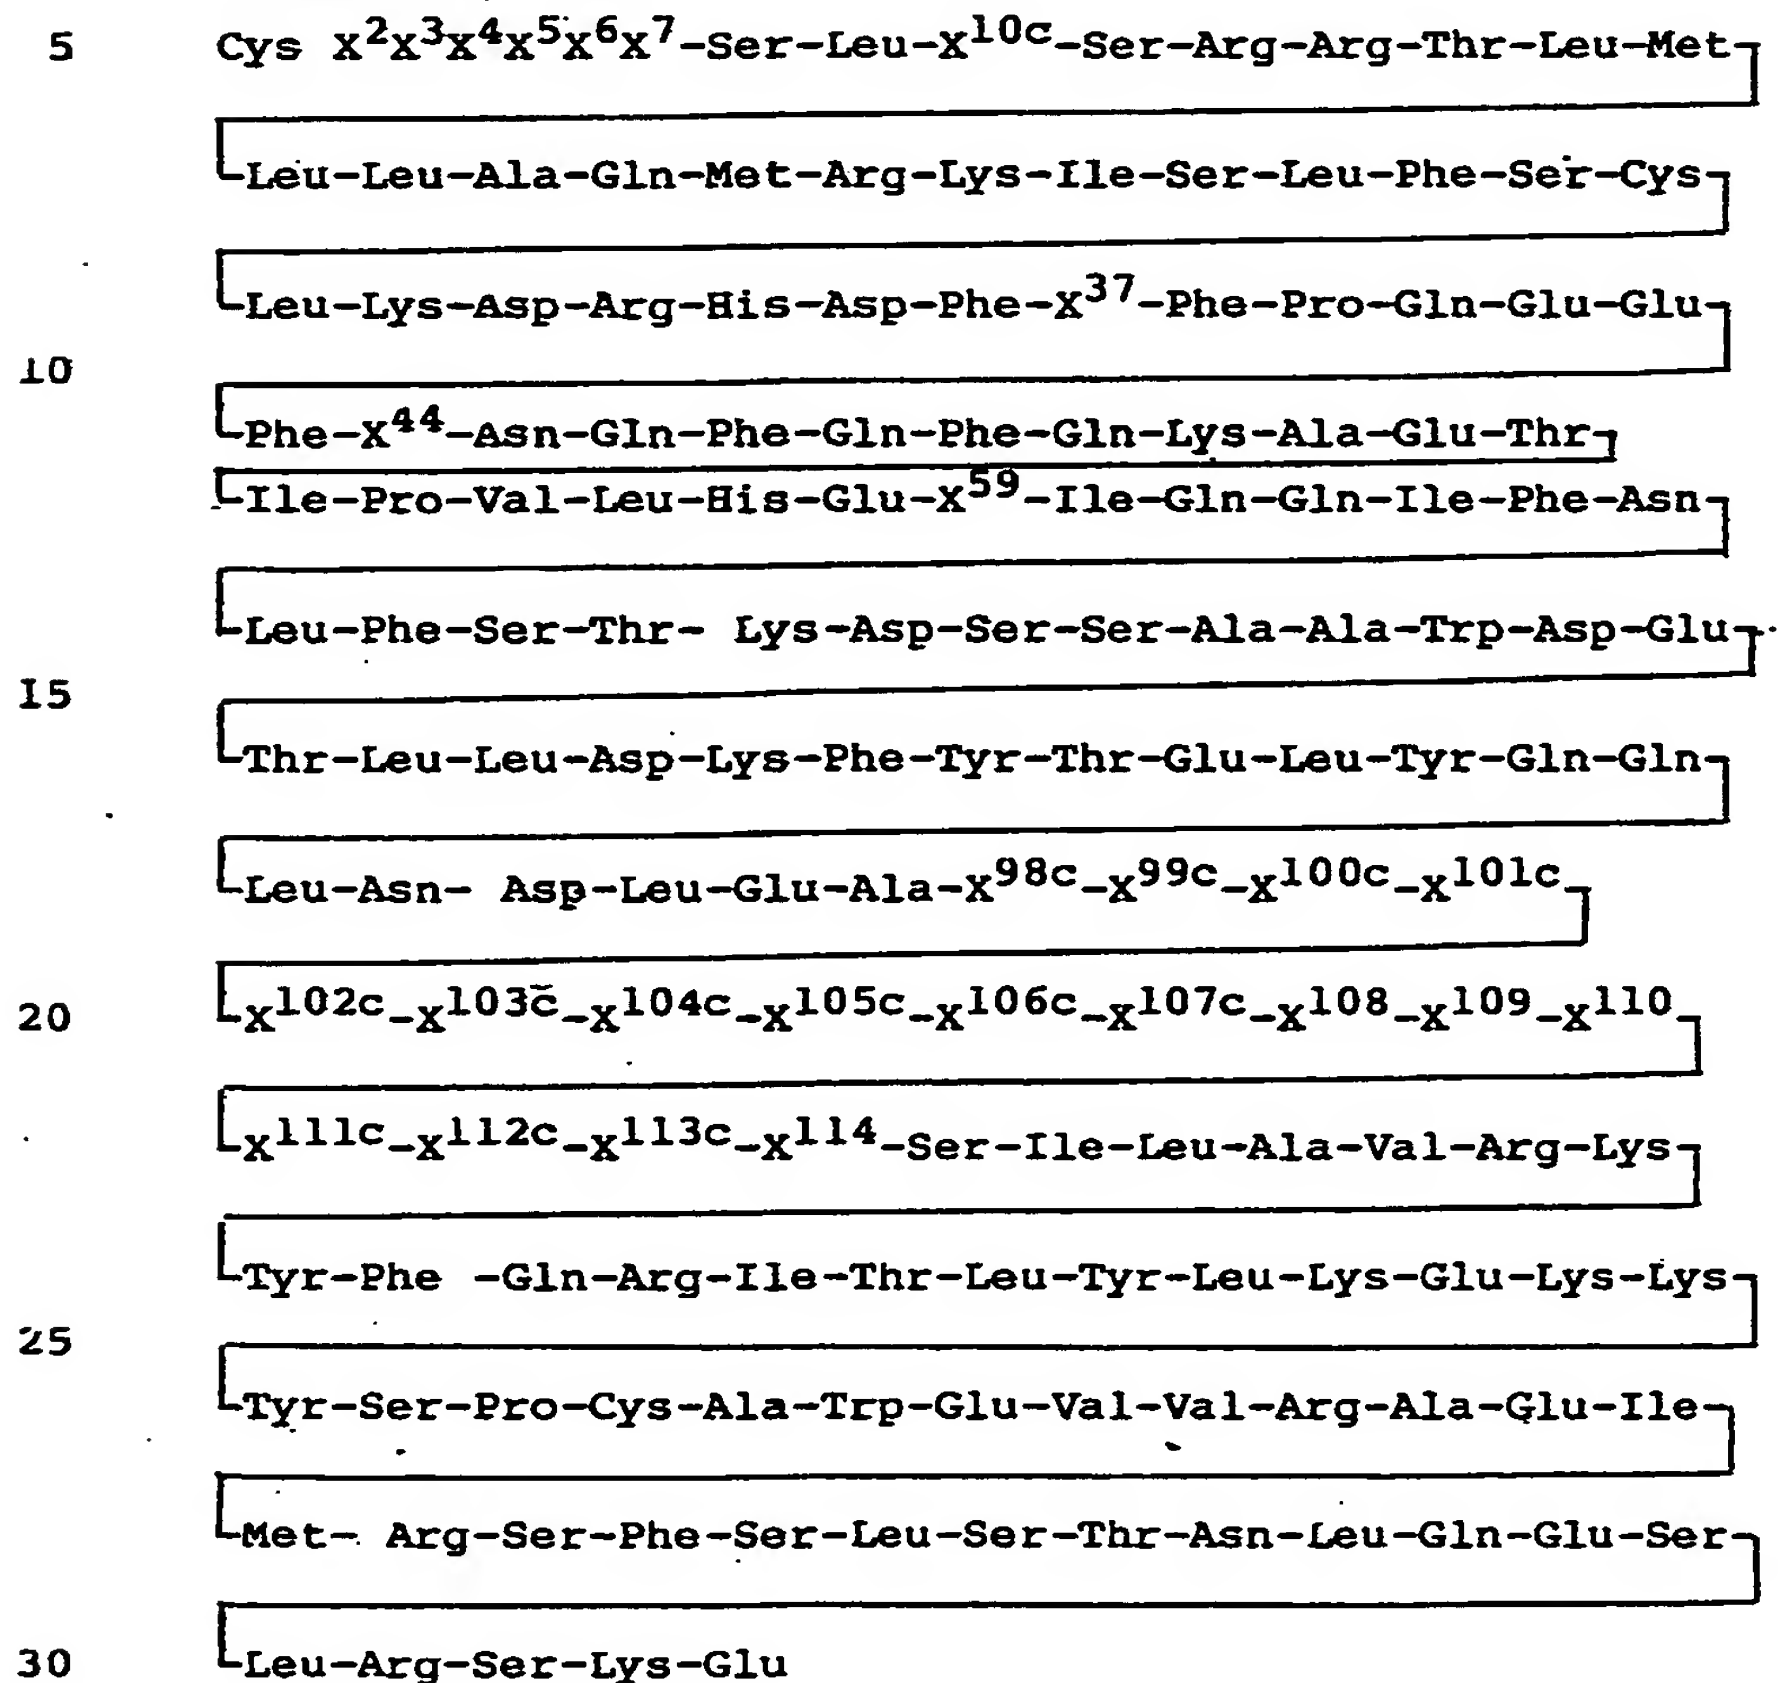 5 Cys X²X³X⁴X⁵X⁶X⁷-Ser-Leu-X¹⁰ᶜ-Ser-Arg-Arg-Thr-Leu-Met-
-Leu-Leu-Ala-Gln-Met-Arg-Lys-Ile-Ser-Leu-Phe-Ser-Cys-
-Leu-Lys-Asp-Arg-His-Asp-Phe-X³⁷-Phe-Pro-Gln-Glu-Glu-
10
-Phe-X⁴⁴-Asn-Gln-Phe-Gln-Phe-Gln-Lys-Ala-Glu-Thr-
-Ile-Pro-Val-Leu-His-Glu-X⁵⁹-Ile-Gln-Gln-Ile-Phe-Asn-
-Leu-Phe-Ser-Thr- Lys-Asp-Ser-Ser-Ala-Ala-Trp-Asp-Glu-
15
-Thr-Leu-Leu-Asp-Lys-Phe-Tyr-Thr-Glu-Leu-Tyr-Gln-Gln-
-Leu-Asn- Asp-Leu-Glu-Ala-X⁹⁸ᶜ-X⁹⁹ᶜ-X¹⁰⁰ᶜ-X¹⁰¹ᶜ-
20 -X¹⁰²ᶜ-X¹⁰³ᶜ-X¹⁰⁴ᶜ-X¹⁰⁵ᶜ-X¹⁰⁶ᶜ-X¹⁰⁷ᶜ-X¹⁰⁸-X¹⁰⁹-X¹¹⁰-
-X¹¹¹ᶜ-X¹¹²ᶜ-X¹¹³ᶜ-X¹¹⁴-Ser-Ile-Leu-Ala-Val-Arg-Lys-
-Tyr-Phe -Gln-Arg-Ile-Thr-Leu-Tyr-Leu-Lys-Glu-Lys-Lys-
25
-Tyr-Ser-Pro-Cys-Ala-Trp-Glu-Val-Val-Arg-Ala-Glu-Ile-
-Met- Arg-Ser-Phe-Ser-Leu-Ser-Thr-Asn-Leu-Gln-Glu-Ser-
30 -Leu-Arg-Ser-Lys-Glu